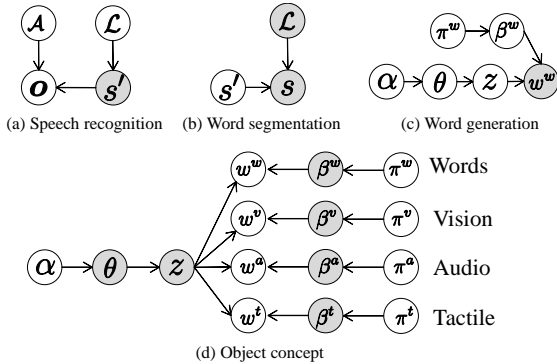 𝒜 ℒ
o s′
(a) Speech recognition
ℒ
s′ s
(b) Word segmentation
π^w β^w
α θ z w^w
(c) Word generation
w^w β^w π^w Words
w^v β^v π^v Vision
α θ z w^a β^a π^a Audio
w^t β^t π^t Tactile
(d) Object concept